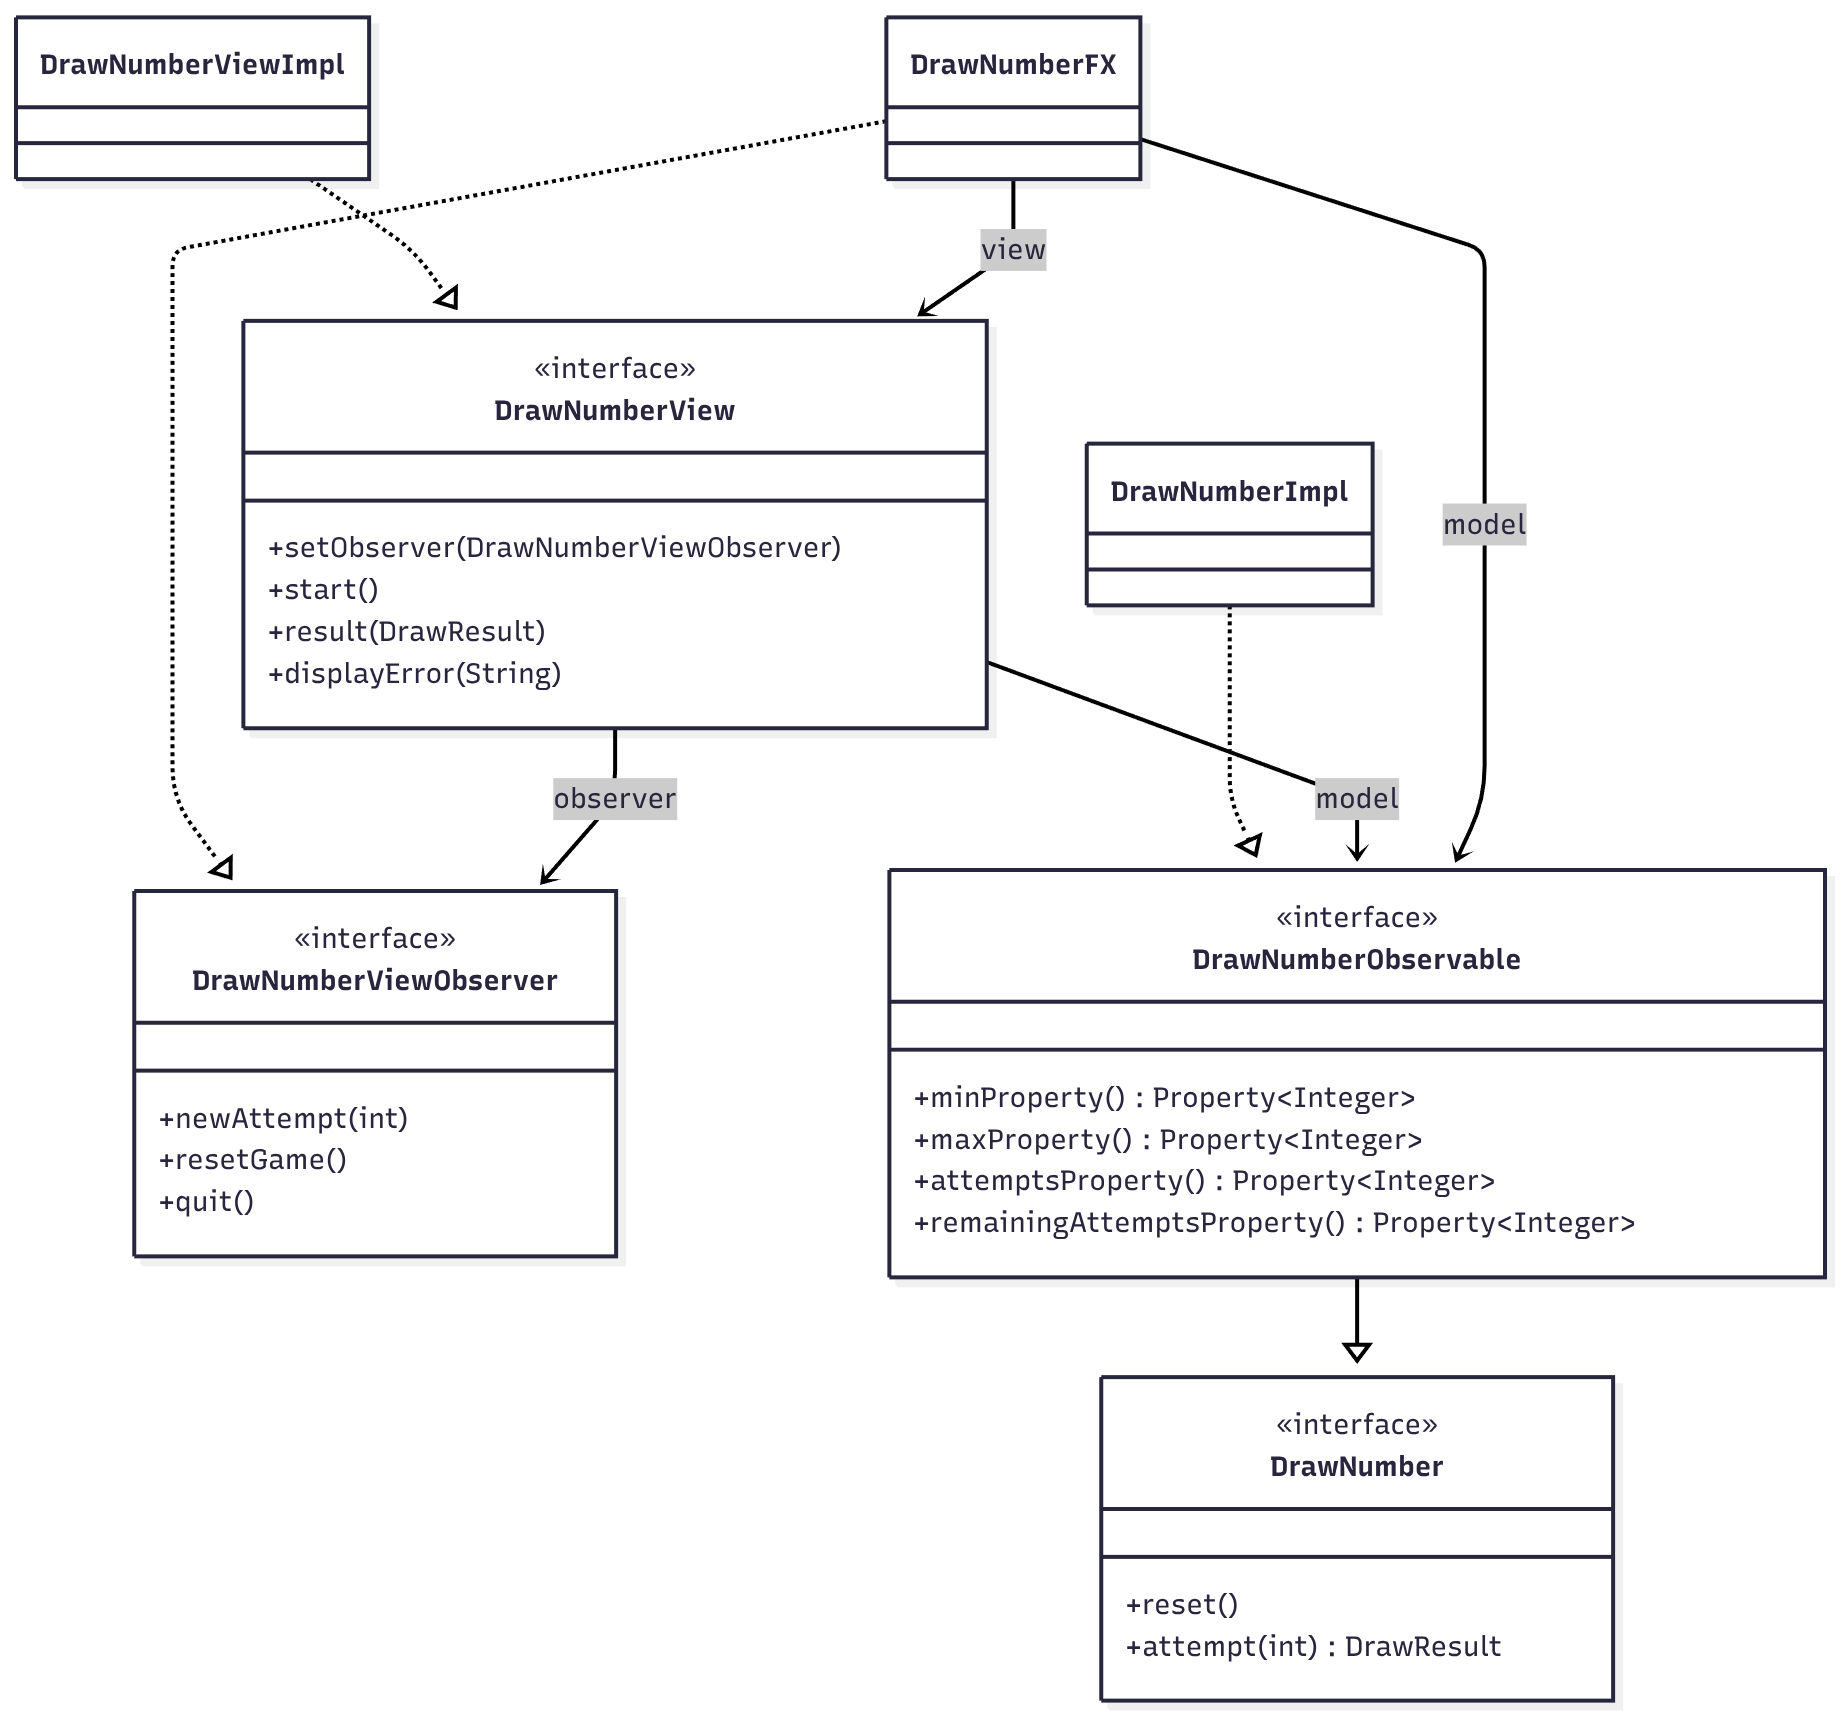 DrawNumberViewImpl
DrawNumberFX
view
«interface»
DrawNumberView
+setObserver(DrawNumberViewObserver)
+start()
+result(DrawResult)
+displayError(String)
DrawNumberImpl
model
observer
model
«interface»
DrawNumberViewObserver
+newAttempt(int)
+resetGame()
+quit()
«interface»
DrawNumberObservable
+minProperty() : Property<Integer>
+maxProperty() : Property<Integer>
+attemptsProperty() : Property<Integer>
+remainingAttemptsProperty() : Property<Integer>
«interface»
DrawNumber
+reset()
+attempt(int) : DrawResult